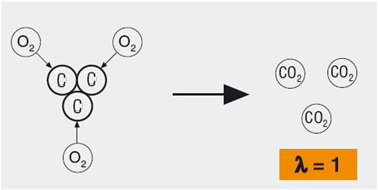 O₂ O₂
C C
C
O₂
CO₂ CO₂
CO₂
λ = 1